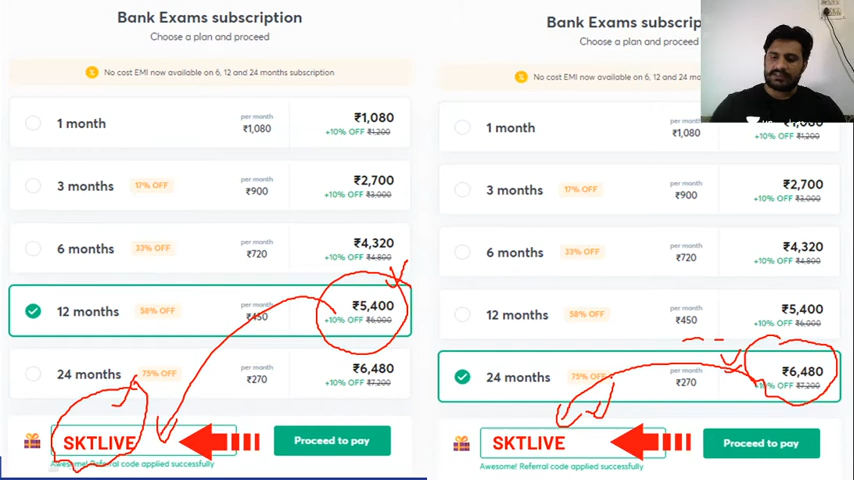 Bank Exams subscription
Choose a plan and proceed
No cost EMI now available on 6, 12 and 24 months subscription
1 month per month ₹1,080 ₹1,080 +10% OFF ₹1,200
3 months 17% OFF per month ₹900 ₹2,700 +10% OFF ₹3,000
6 months 33% OFF per month ₹720 ₹4,320 +10% OFF ₹4,800
12 months 58% OFF ₹450 ₹5,400 +10% OFF ₹6,000
24 months 75% OFF per month ₹270 ₹6,480 +10% OFF ₹7,200
SKTLIVE Proceed to pay
Awesome! Referral code applied successfully
Bank Exams subscrip
Choose a plan and proceed
No cost EMI now available on 6, 12 and 24 m
1 month per month ₹1,080 +10% OFF ₹1,200
3 months 17% OFF per month ₹900 ₹2,700 +10% OFF ₹3,000
6 months 33% OFF per month ₹720 ₹4,320 +10% OFF ₹4,800
12 months 58% OFF per month ₹450 ₹5,400 +10% OFF ₹6,000
24 months 75% OFF per month ₹270 ₹6,480 +10% OFF ₹7,200
SKTLIVE Proceed to pay
Awesome! Referral code applied successfully